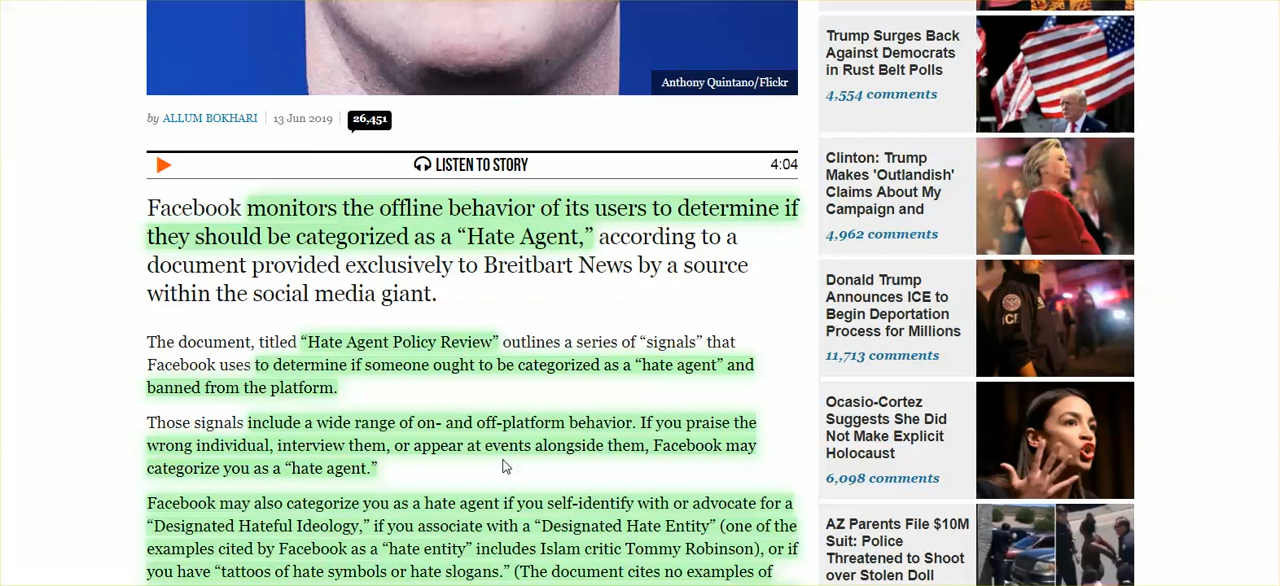 Anthony Quintano/Flickr
by ALLUM BOKHARI 13 Jun 2019 26,451
LISTEN TO STORY 4:04
Facebook monitors the offline behavior of its users to determine if
they should be categorized as a “Hate Agent,” according to a
document provided exclusively to Breitbart News by a source
within the social media giant.
The document, titled “Hate Agent Policy Review” outlines a series of “signals” that
Facebook uses to determine if someone ought to be categorized as a “hate agent” and
banned from the platform.
Those signals include a wide range of on- and off-platform behavior. If you praise the
wrong individual, interview them, or appear at events alongside them, Facebook may
categorize you as a “hate agent.”
Facebook may also categorize you as a hate agent if you self-identify with or advocate for a
“Designated Hateful Ideology,” if you associate with a “Designated Hate Entity” (one of the
examples cited by Facebook as a “hate entity” includes Islam critic Tommy Robinson), or if
you have “tattoos of hate symbols or hate slogans.” (The document cites no examples of
Trump Surges Back
Against Democrats
in Rust Belt Polls
4,554 comments
Clinton: Trump
Makes 'Outlandish'
Claims About My
Campaign and
4,962 comments
Donald Trump
Announces ICE to
Begin Deportation
Process for Millions
11,713 comments
ICE
Ocasio-Cortez
Suggests She Did
Not Make Explicit
Holocaust
6,098 comments
AZ Parents File $10M
Suit: Police
Threatened to Shoot
over Stolen Doll